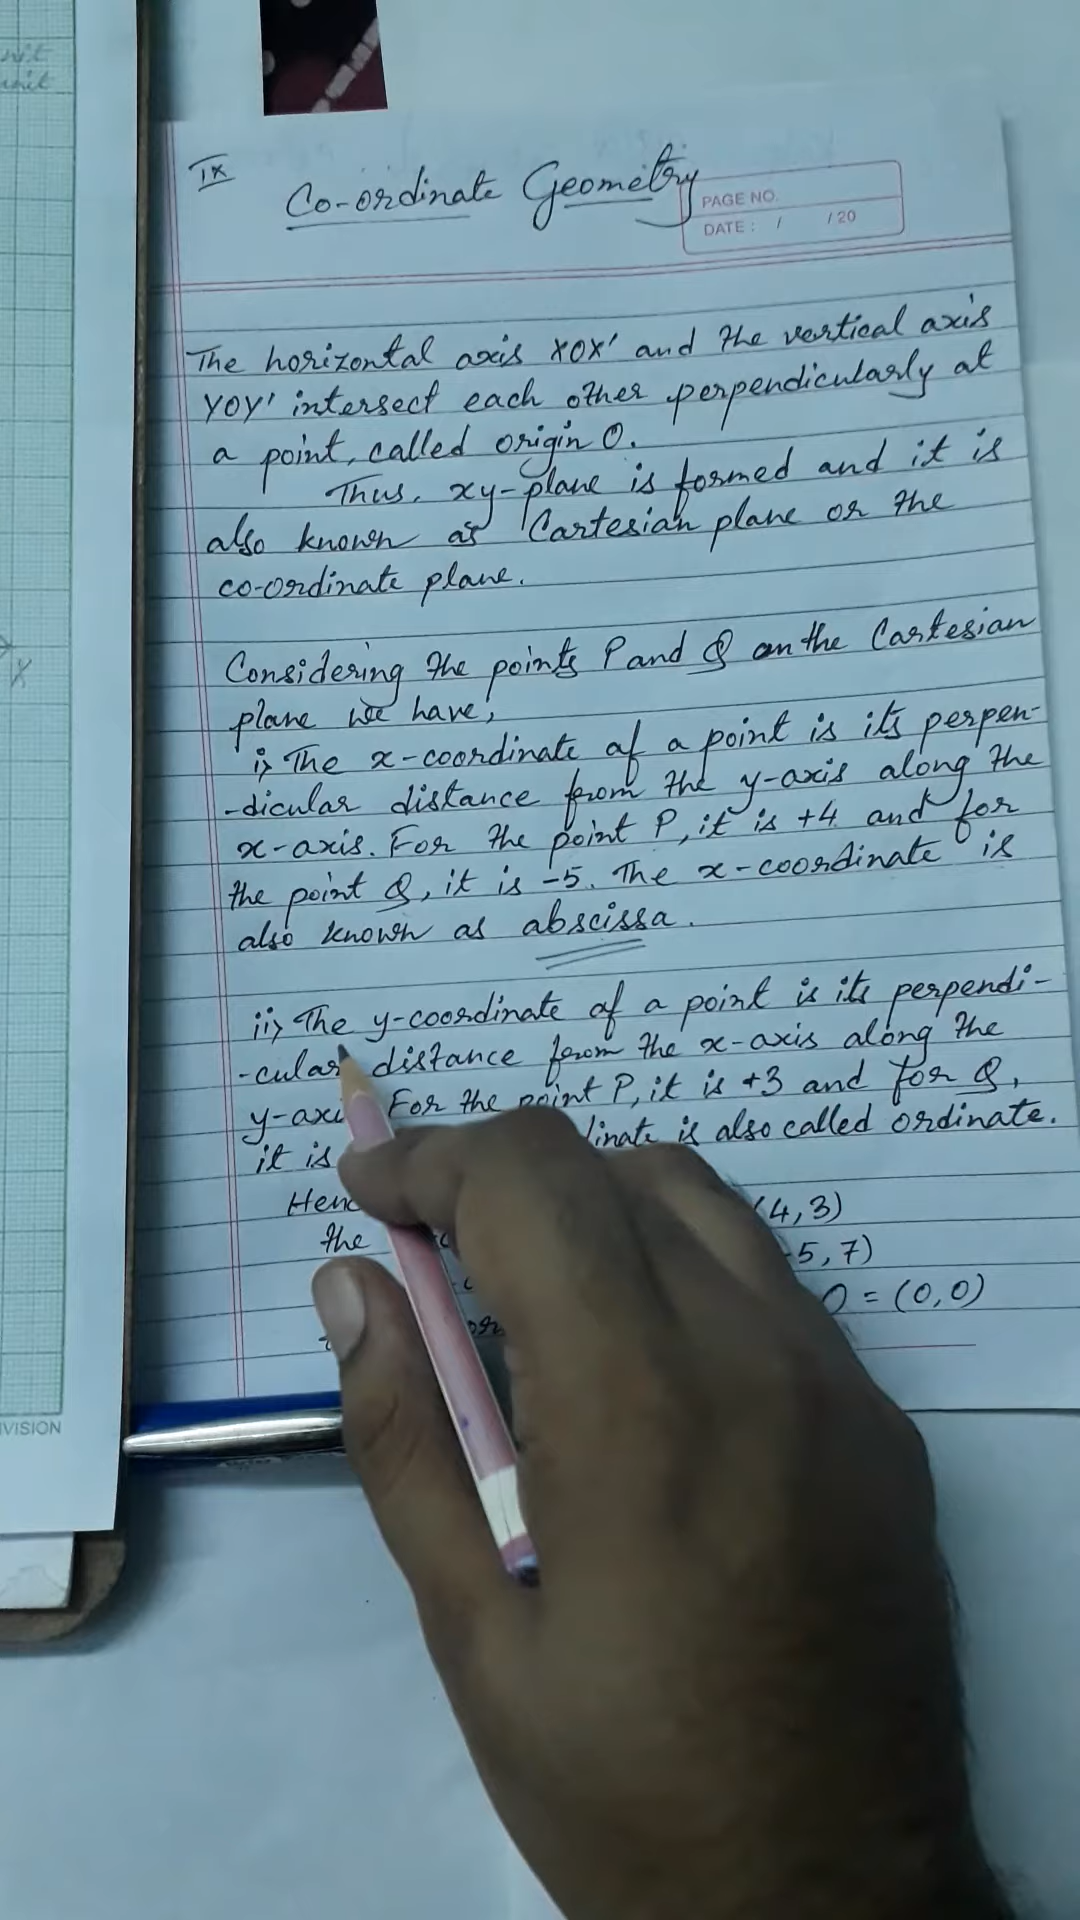 IX
Co-ordinate Geometry
PAGE NO.
DATE : / / 20
The horizontal axis XOX' and the vertical axis
YOY' intersect each other perpendicularly at
a point, called origin O.
Thus, xy-plane is formed and it is
also known as Cartesian plane or the
co-ordinate plane.
Considering the points P and Q on the Cartesian
plane we have,
i) The x-coordinate of a point is its perpen-
-dicular distance from the y-axis along the
x-axis. For the point P, it is +4 and for
the point Q, it is -5. The x-coordinate is
also known as abscissa.
ii) The y-coordinate of a point is its perpendi-
-cular distance from the x-axis along the
y-axi For the point P, it is +3 and for Q,
it is dinate is also called ordinate.
Henc (4,3)
the -5,7)
O = (0,0)
or
VISION
unit
X